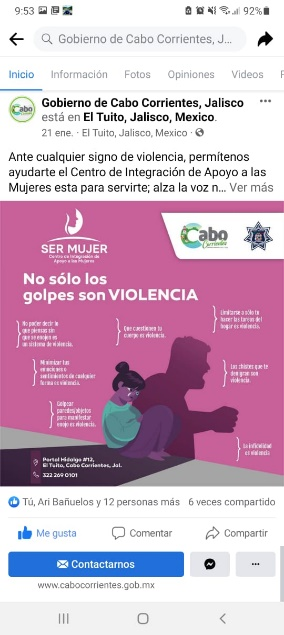 9:53
92%
Gobierno de Cabo Corrientes, J...
Inicio
Información
Fotos
Opiniones
Videos
Gobierno de Cabo Corrientes, Jalisco
está en El Tuito, Jalisco, Mexico.
21 ene. · El Tuito, Jalisco, Mexico ·
Ante cualquier signo de violencia, permítenos
ayudarte el Centro de Integración de Apoyo a las
Mujeres esta para servirte; alza la voz n... Ver más
SER MUJER
Centro de Integración de
Apoyo a las Mujeres
Cabo
Corrientes
No sólo los
golpes son VIOLENCIA
No poder decir lo
que piensas sin
que se enojen es
un sistema de violencia.
Que cuestionen tu
cuerpo es violencia.
Limitarse a sólo tu
hacer las tareas del
hogar es violencia.
Minimizar tus
emociones o
sentimientos de cualquier
forma es violencia.
Los chistes que te
denigran son
violencia
Golpear
paredes/objetos
para manifestar
enojo es violencia.
La infidelidad
es violencia
Portal Hidalgo #12,
El Tuito, Cabo Corrientes, Jal.
322 269 0101
Tú, Ari Bañuelos y 12 personas más
6 veces compartido
Me gusta
Comentar
Compartir
Contactarnos
www.cabocorrientes.gob.mx